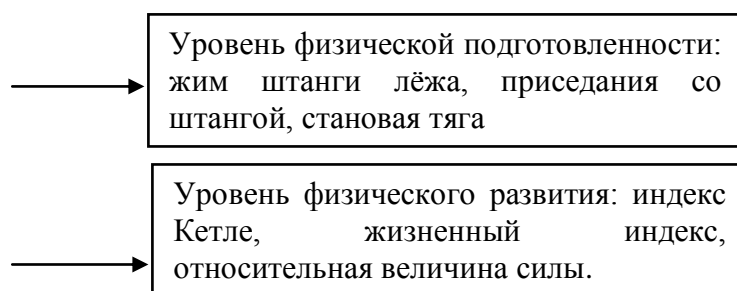 Уровень физической подготовленности:
жим штанги лёжа, приседания со
штангой, становая тяга
Уровень физического развития: индекс
Кетле, жизненный индекс,
относительная величина силы.